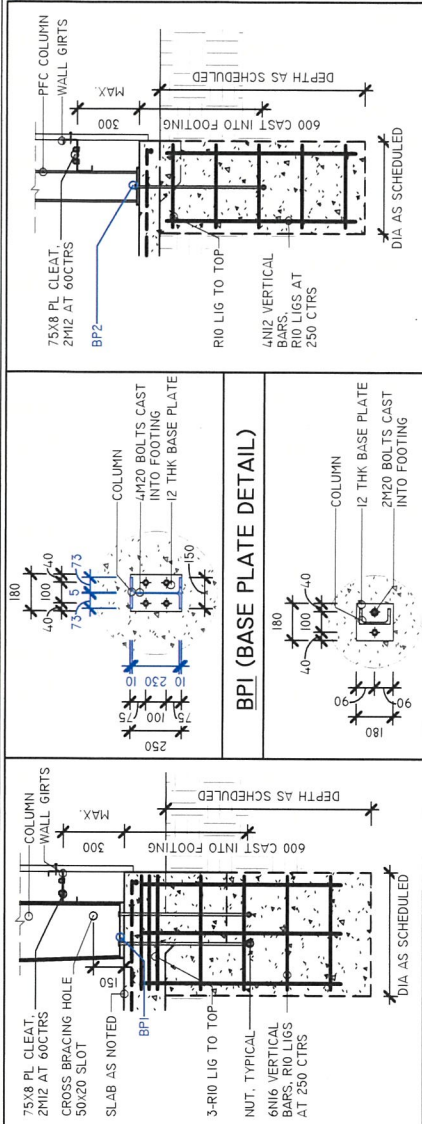 75X8 PL CLEAT,
2M12 AT 60CTRS
CROSS BRACING HOLE
50X20 SLOT
SLAB AS NOTED
BP1
3-R10 LIG TO TOP
NUT, TYPICAL
6N16 VERTICAL
BARS, R10 LIGS
AT 250 CTRS
COLUMN
WALL GIRTS
150
300
MAX.
600 CAST INTO FOOTING
DEPTH AS SCHEDULED
DIA AS SCHEDULED
180
40
100
40
73
5
73
COLUMN
4M20 BOLTS CAST
INTO FOOTING
12 THK BASE PLATE
150
10
230
10
75
100
75
250
BP1 (BASE PLATE DETAIL)
180
40
100
40
COLUMN
12 THK BASE PLATE
2M20 BOLTS CAST
INTO FOOTING
90
90
180
75X8 PL CLEAT,
2M12 AT 60CTRS
BP2
PFC COLUMN
WALL GIRTS
300
MAX.
600 CAST INTO FOOTING
DEPTH AS SCHEDULED
R10 LIG TO TOP
4N12 VERTICAL
BARS,
R10 LIGS AT
250 CTRS
DIA AS SCHEDULED